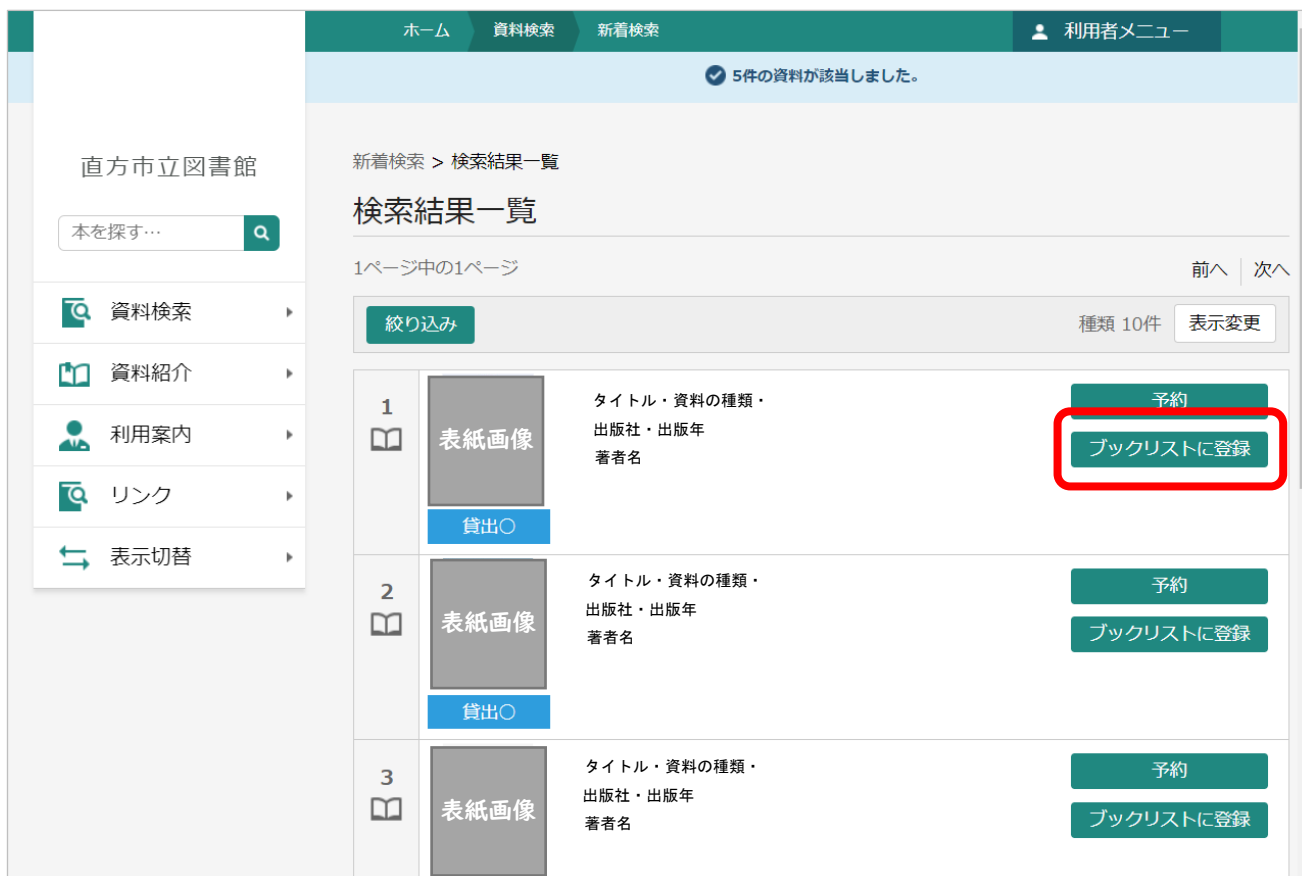 ホーム 資料検索 新着検索 利用者メニュー
5件の資料が該当しました。
直方市立図書館
本を探す…
資料検索
資料紹介
利用案内
リンク
表示切替
新着検索 > 検索結果一覧
検索結果一覧
1ページ中の1ページ 前へ 次へ
絞り込み 種類 10件 表示変更
1
表紙画像
貸出○
タイトル・資料の種類・
出版社・出版年
著者名
予約
ブックリストに登録
2
表紙画像
貸出○
タイトル・資料の種類・
出版社・出版年
著者名
予約
ブックリストに登録
3
表紙画像
タイトル・資料の種類・
出版社・出版年
著者名
予約
ブックリストに登録